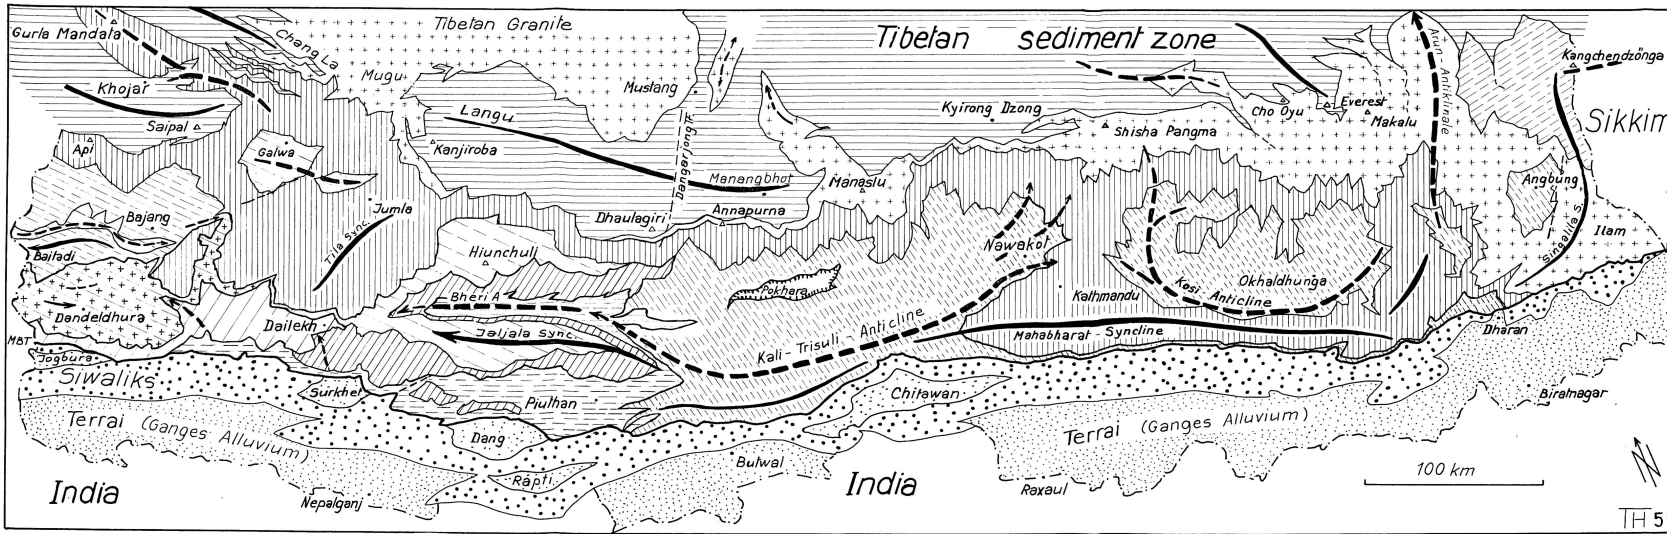 Gurla Mandata
Chang La
Tibetan Granite
Tibetan sediment zone
Kangchendzönga
Mugu
Mustang
Arun-Antiklinale
Khojar
Langu
Kyirong Dzong
Cho Oyu
Everest
Makalu
Sikkim
Saipal
Shisha Pangma
Api
Galwa
Kanjiroba
Dangarjong TF.
Manangbhot
Manaslu
Angbung
Bajang
Jumla
Dhaulagiri
Annapurna
Singalila S.
Ilam
Baitadi
Tila Sync.
Hiunchuli
Nawakot
Okhaldhunga
Pokhara
Kathmandu
Kosi Anticline
Dandeldhura
Bheri A
Dailekh
Jaljala Sync.
Kali-Trisuli Anticline
Mahabharat Syncline
Dharan
MBT
Jogbura
Siwaliks
Surkhet
Piuthan
Chitawan
Biratnagar
Terrai (Ganges Alluvium)
Dang
Terrai (Ganges Alluvium)
Butwal
Rapti
100 km
India
Nepalganj
India
Raxaul
N
TH 5